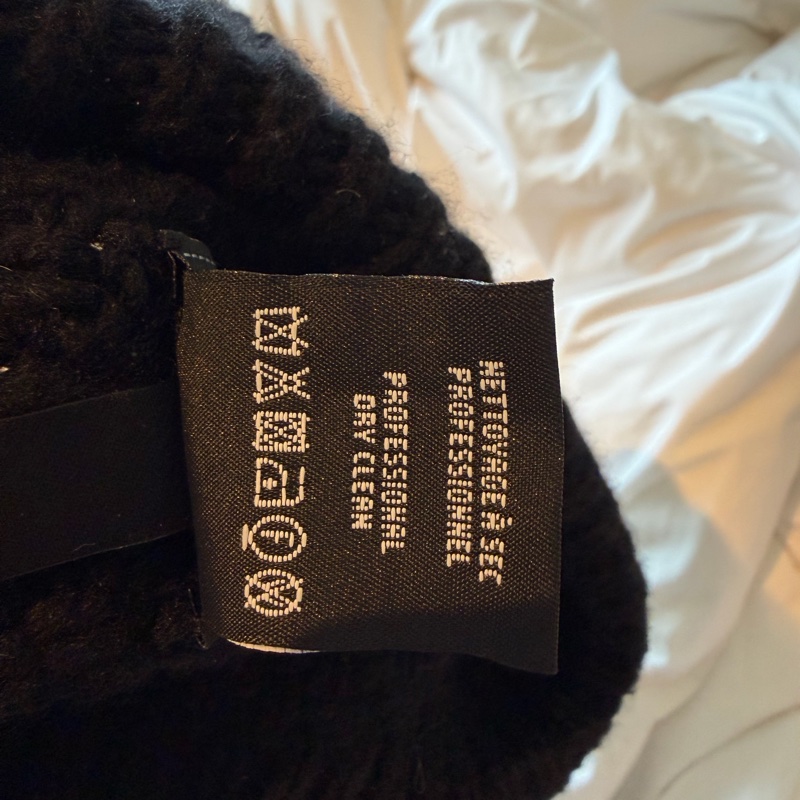 NETTOYAGE À SEC
PROFESSIONNEL
PROFESSIONAL
DRY CLEAN